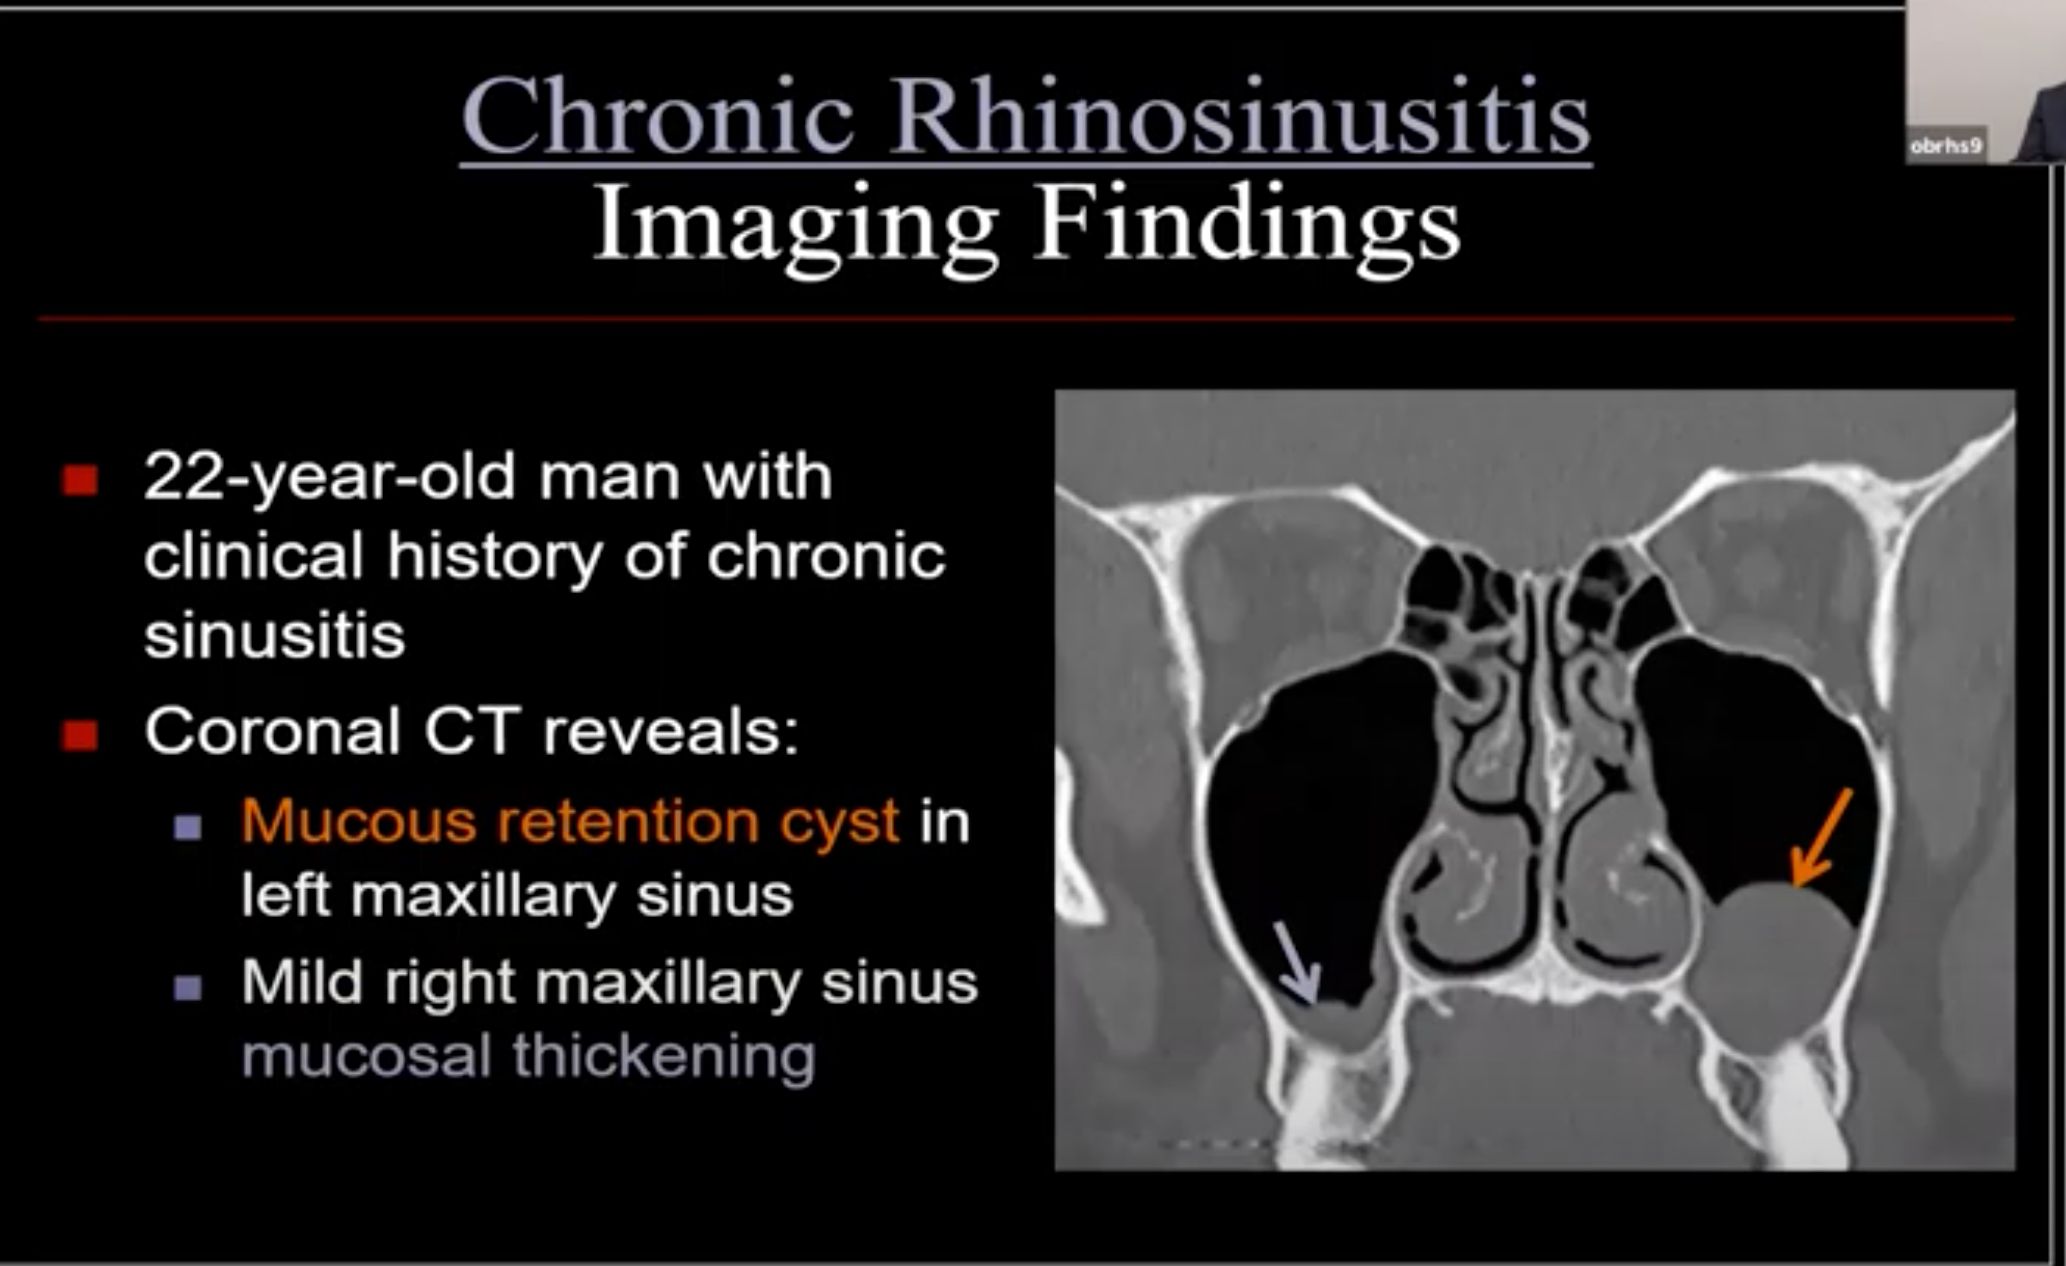 Chronic Rhinosinusitis
Imaging Findings
obrhs9
22-year-old man with
clinical history of chronic
sinusitis
Coronal CT reveals:
Mucous retention cyst in
left maxillary sinus
Mild right maxillary sinus
mucosal thickening